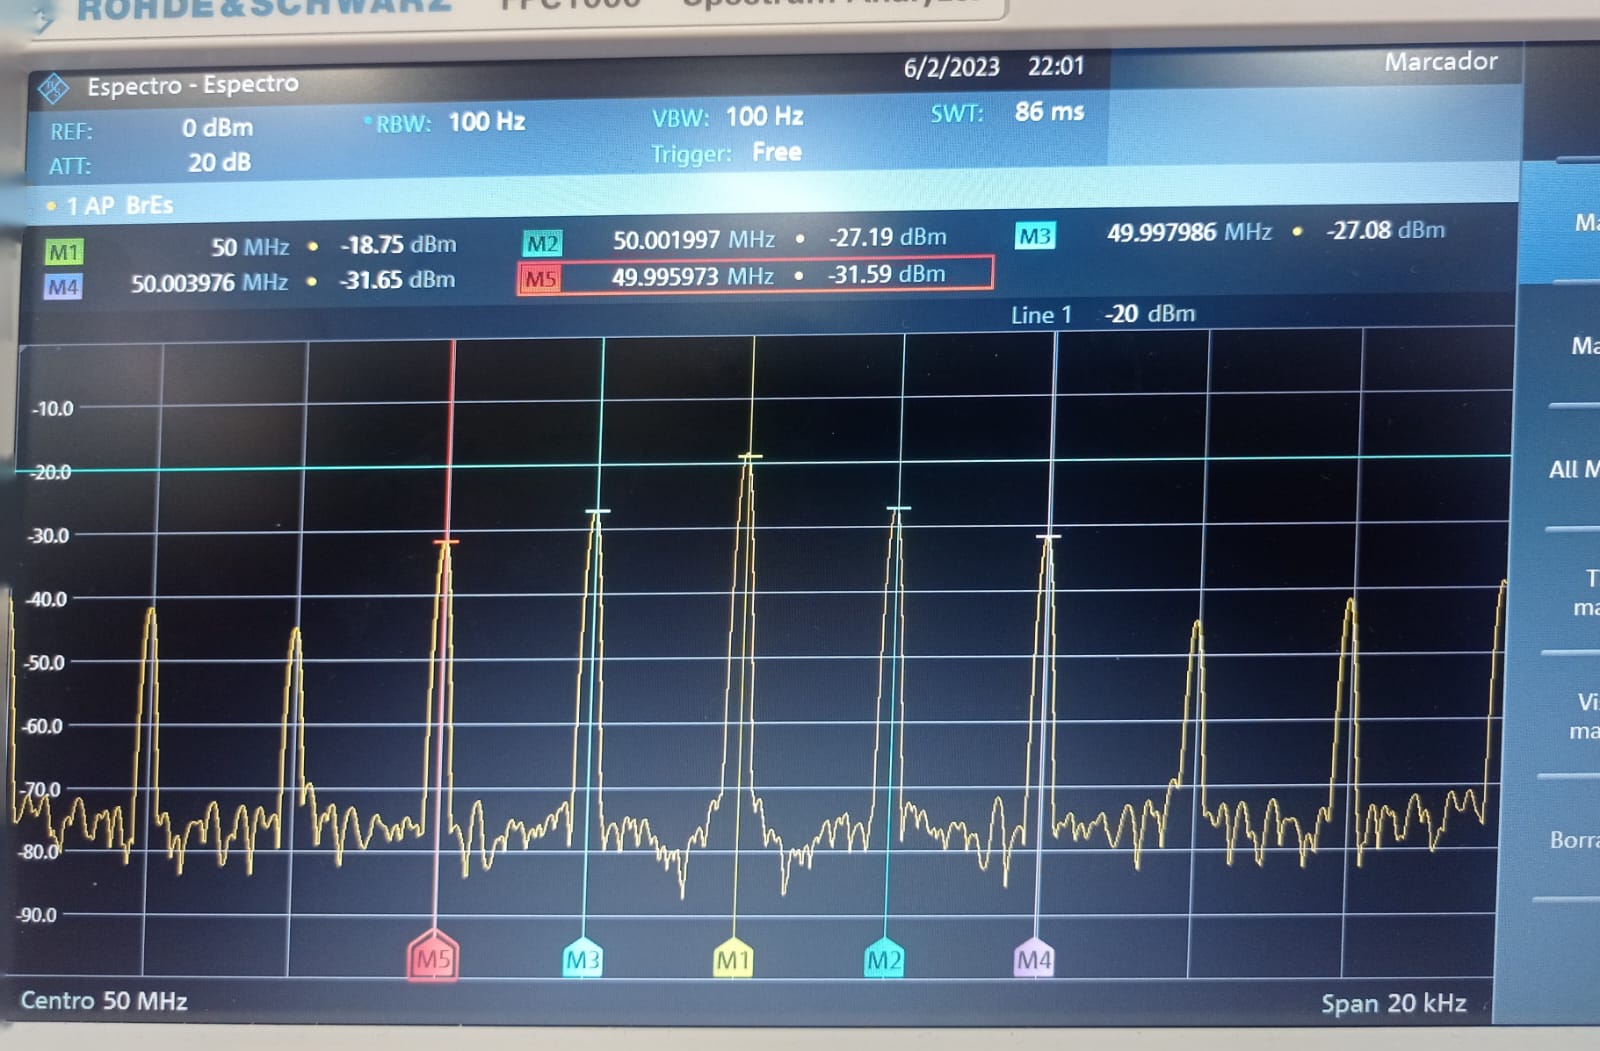 ROHDE&SCHWARZ FPC1000 Spectrum Analyzer
Espectro - Espectro 6/2/2023 22:01 Marcador
REF: 0 dBm RBW: 100 Hz VBW: 100 Hz SWT: 86 ms
ATT: 20 dB Trigger: Free
1 AP BrEs
M1 50 MHz • -18.75 dBm M2 50.001997 MHz • -27.19 dBm M3 49.997986 MHz • -27.08 dBm
M4 50.003976 MHz • -31.65 dBm M5 49.995973 MHz • -31.59 dBm
Line 1 -20 dBm
-10.0
-20.0
-30.0
-40.0
-50.0
-60.0
-70.0
-80.0
-90.0
M5 M3 M1 M2 M4
Centro 50 MHz Span 20 kHz
Ma
Ma
All M
T
ma
Vi
ma
Borra